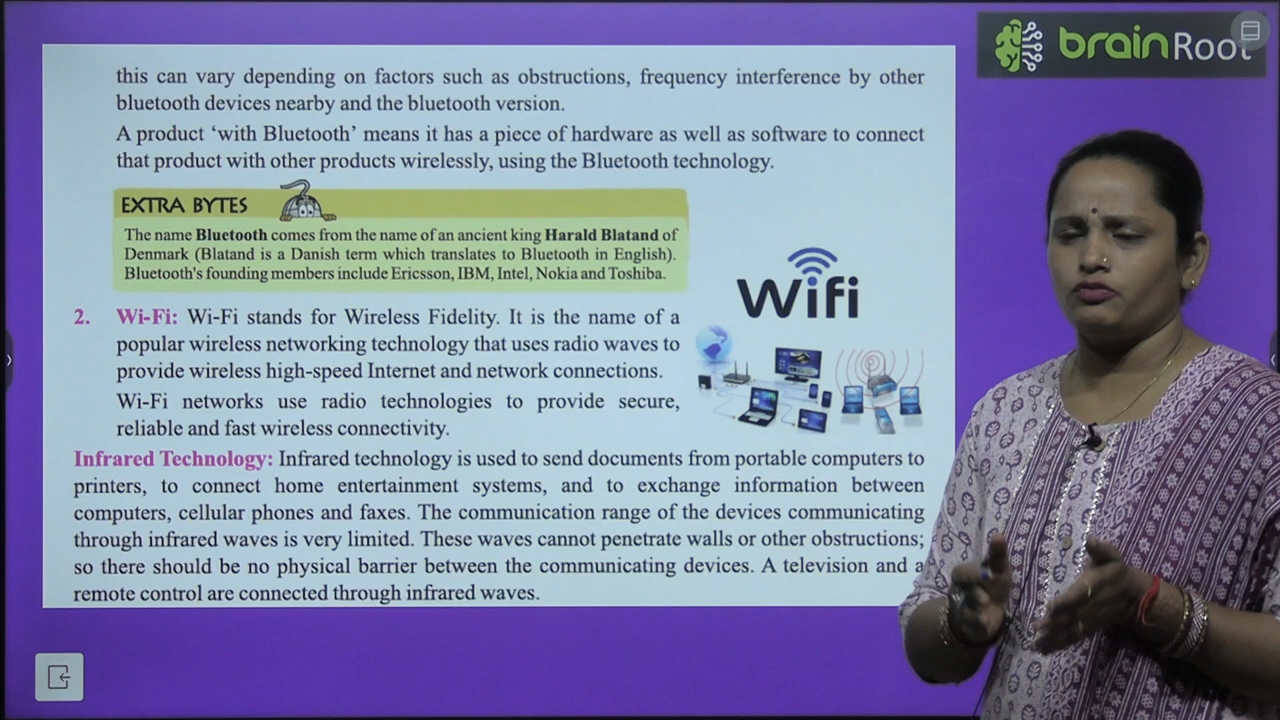 brainRoot
this can vary depending on factors such as obstructions, frequency interference by other
bluetooth devices nearby and the bluetooth version.
A product ‘with Bluetooth’ means it has a piece of hardware as well as software to connect
that product with other products wirelessly, using the Bluetooth technology.
EXTRA BYTES
The name Bluetooth comes from the name of an ancient king Harald Blatand of
Denmark (Blatand is a Danish term which translates to Bluetooth in English).
Bluetooth's founding members include Ericsson, IBM, Intel, Nokia and Toshiba.
Wifi
2. Wi-Fi: Wi-Fi stands for Wireless Fidelity. It is the name of a
popular wireless networking technology that uses radio waves to
provide wireless high-speed Internet and network connections.
Wi-Fi networks use radio technologies to provide secure,
reliable and fast wireless connectivity.
Infrared Technology: Infrared technology is used to send documents from portable computers to
printers, to connect home entertainment systems, and to exchange information between
computers, cellular phones and faxes. The communication range of the devices communicating
through infrared waves is very limited. These waves cannot penetrate walls or other obstructions;
so there should be no physical barrier between the communicating devices. A television and a
remote control are connected through infrared waves.